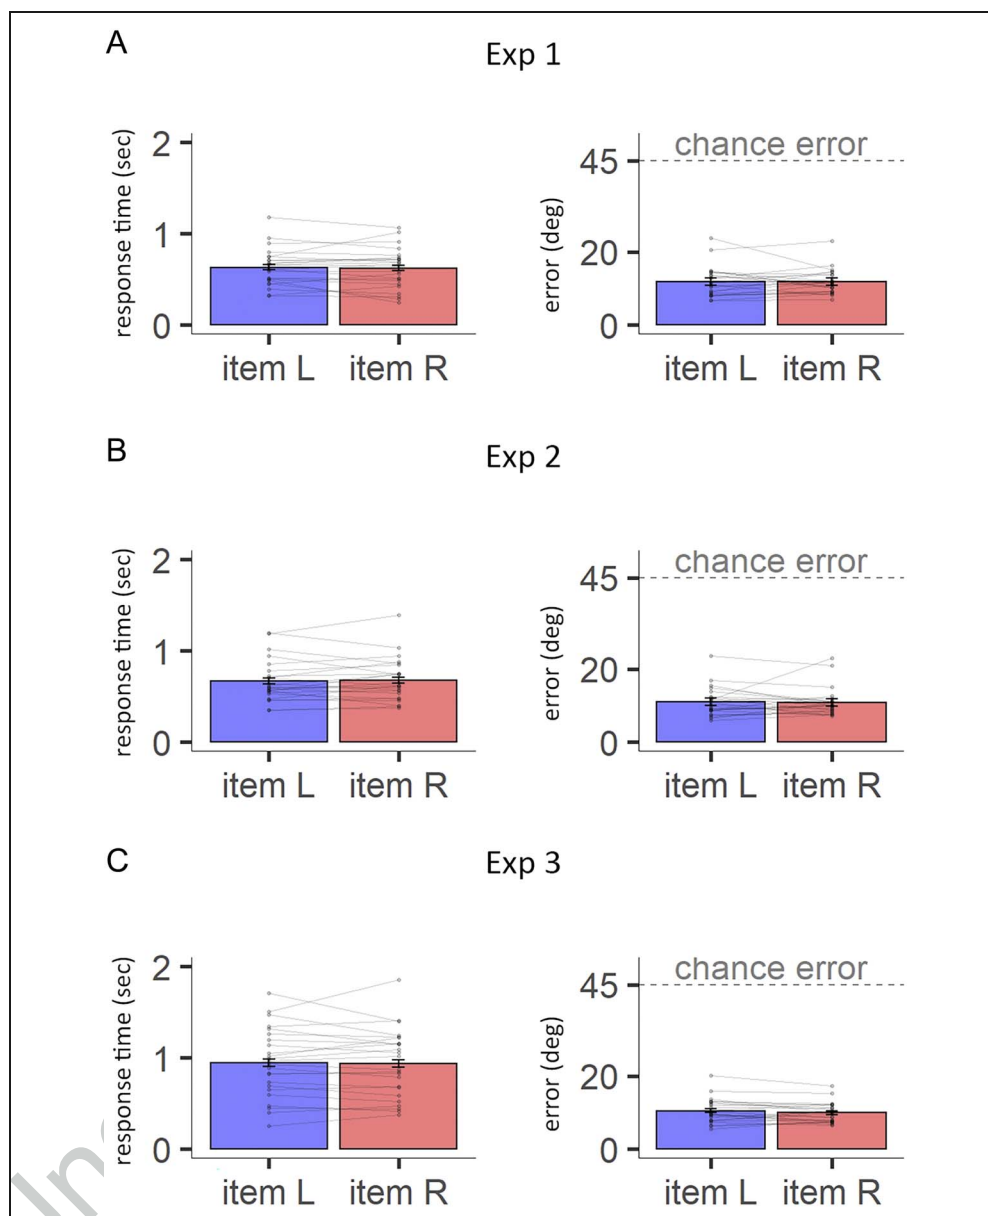 A
Exp 1
response time (sec)
2
1
0
item L item R
error (deg)
chance error
45
20
0
item L item R
B
Exp 2
response time (sec)
2
1
0
item L item R
error (deg)
chance error
45
20
0
item L item R
C
Exp 3
response time (sec)
2
1
0
item L item R
error (deg)
chance error
45
20
0
item L item R